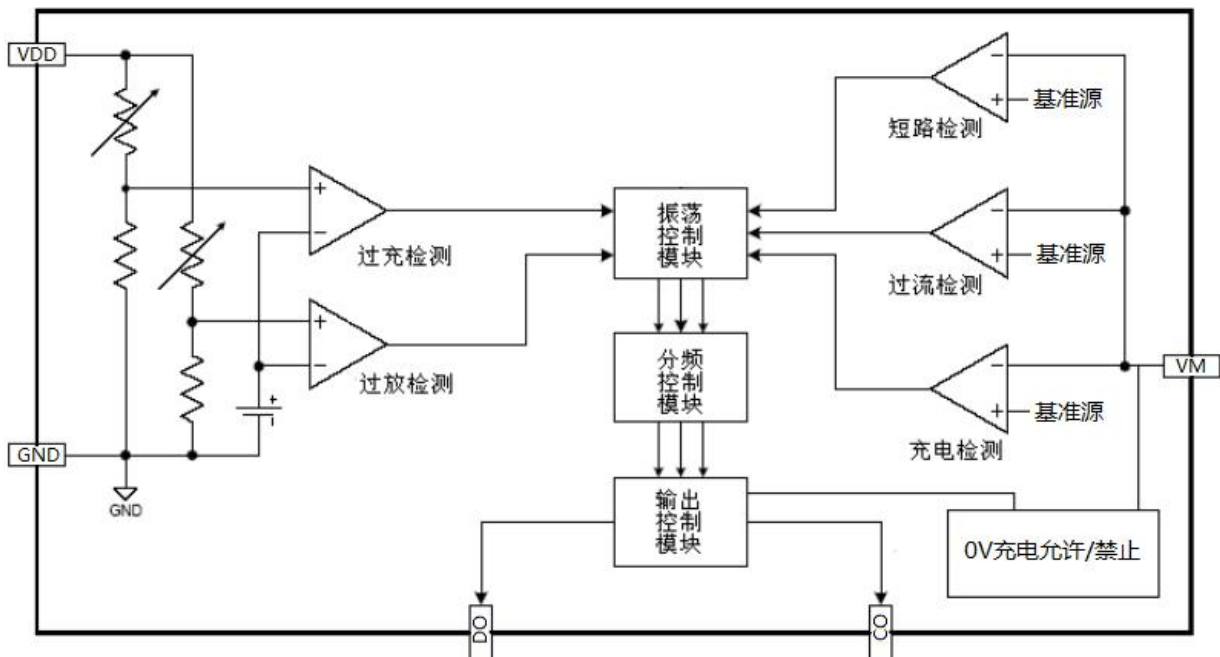 VDD
基准源
短路检测
过充检测
振荡
控制
模块
基准源
过流检测
过放检测
分频
控制
模块
VM
基准源
充电检测
GND
GND
输出
控制
模块
0V充电允许/禁止
DO
CO